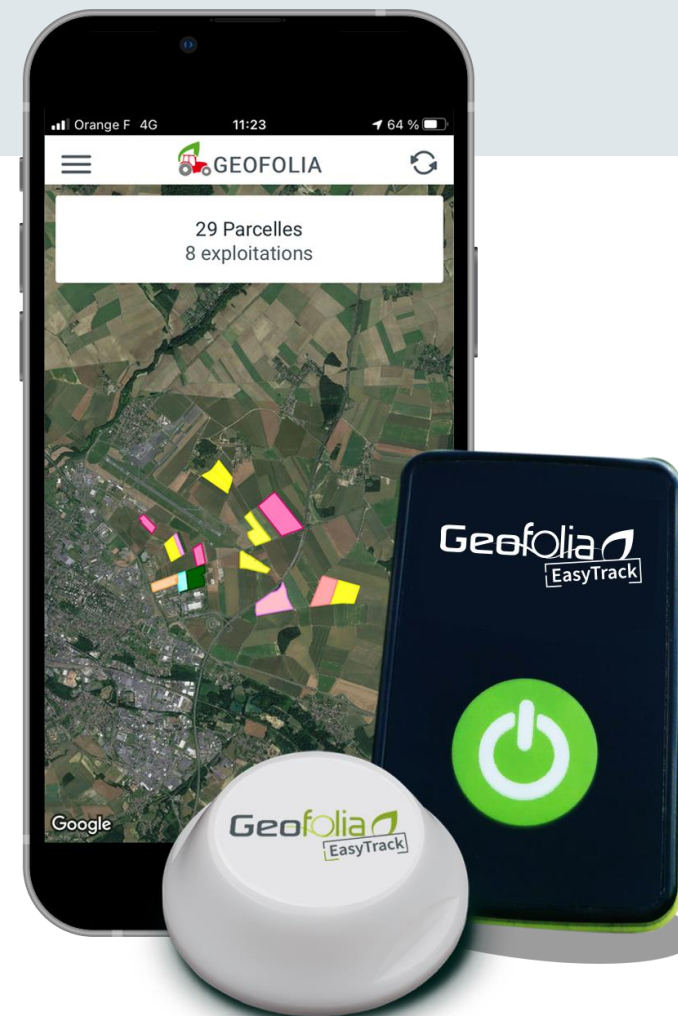 Orange F 4G 11:23 64 %
GEOFOLIA
29 Parcelles
8 exploitations
Google
Geofolia
EasyTrack
Geofolia
EasyTrack